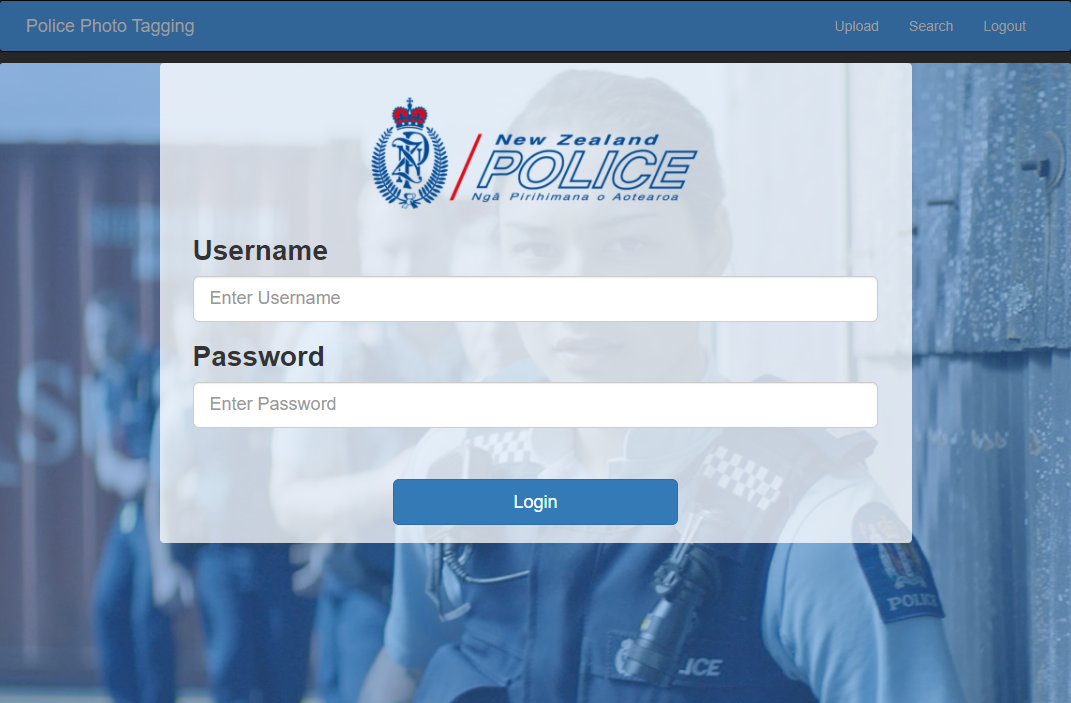 Police Photo Tagging
Upload Search Logout
New Zealand
POLICE
Ngā Pirihimana o Aotearoa
Username
Enter Username
Password
Enter Password
Login
POLICE